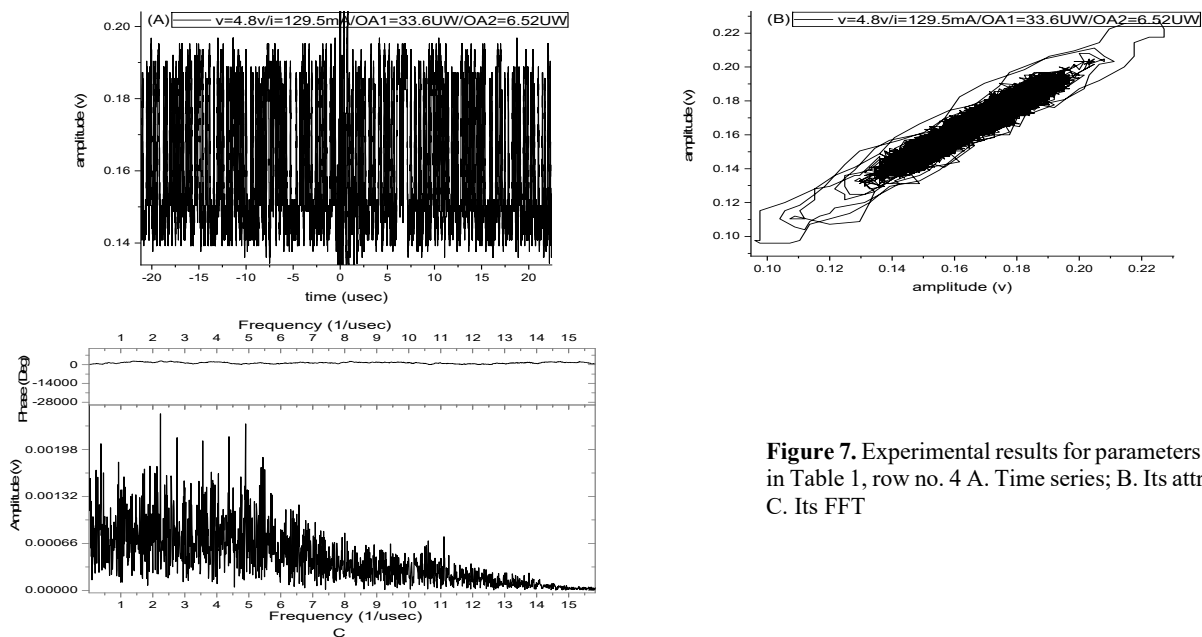 (A) v=4.8v/i=129.5mA/OA1=33.6UW/OA2=6.52UW
0.20
0.18
0.16
0.14
amplitude (v)
-20 -15 -10 -5 0 5 10 15 20
time (usec)
(B) v=4.8v/i=129.5mA/OA1=33.6UW/OA2=6.52UW
0.22
0.20
0.18
0.16
0.14
0.12
0.10
amplitude (v)
0.10 0.12 0.14 0.16 0.18 0.20 0.22
amplitude (v)
Frequency (1/usec)
1 2 3 4 5 6 7 8 9 10 11 12 13 14 15
0
-14000
-28000
Phase (Deg)
0.00198
0.00132
0.00066
0.00000
Amplitude (v)
1 2 3 4 5 6 7 8 9 10 11 12 13 14 15
Frequency (1/usec)
C
Figure 7. Experimental results for parameters
in Table 1, row no. 4 A. Time series; B. Its attr
C. Its FFT